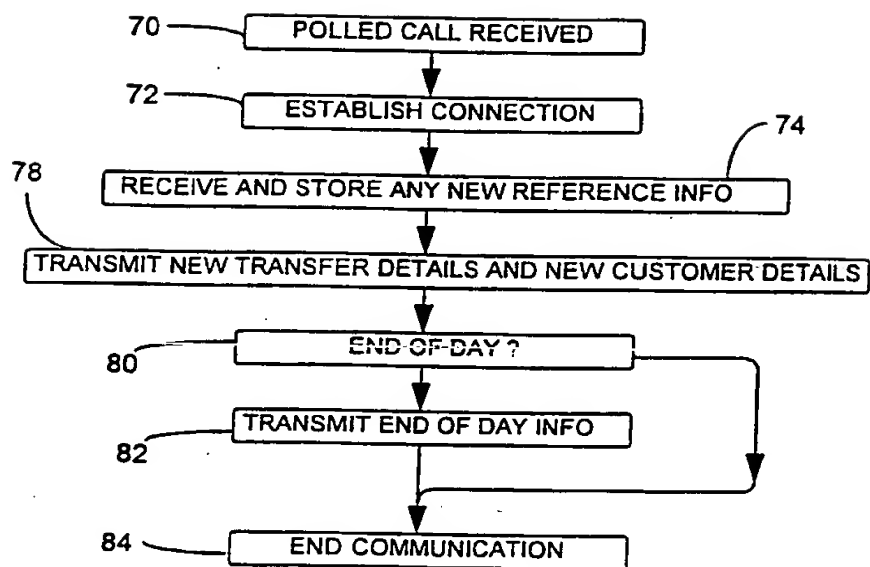 70 POLLED CALL RECEIVED
72 ESTABLISH CONNECTION
74
RECEIVE AND STORE ANY NEW REFERENCE INFO
78
TRANSMIT NEW TRANSFER DETAILS AND NEW CUSTOMER DETAILS
80 END-OF-DAY ?
82 TRANSMIT END OF DAY INFO
84 END COMMUNICATION